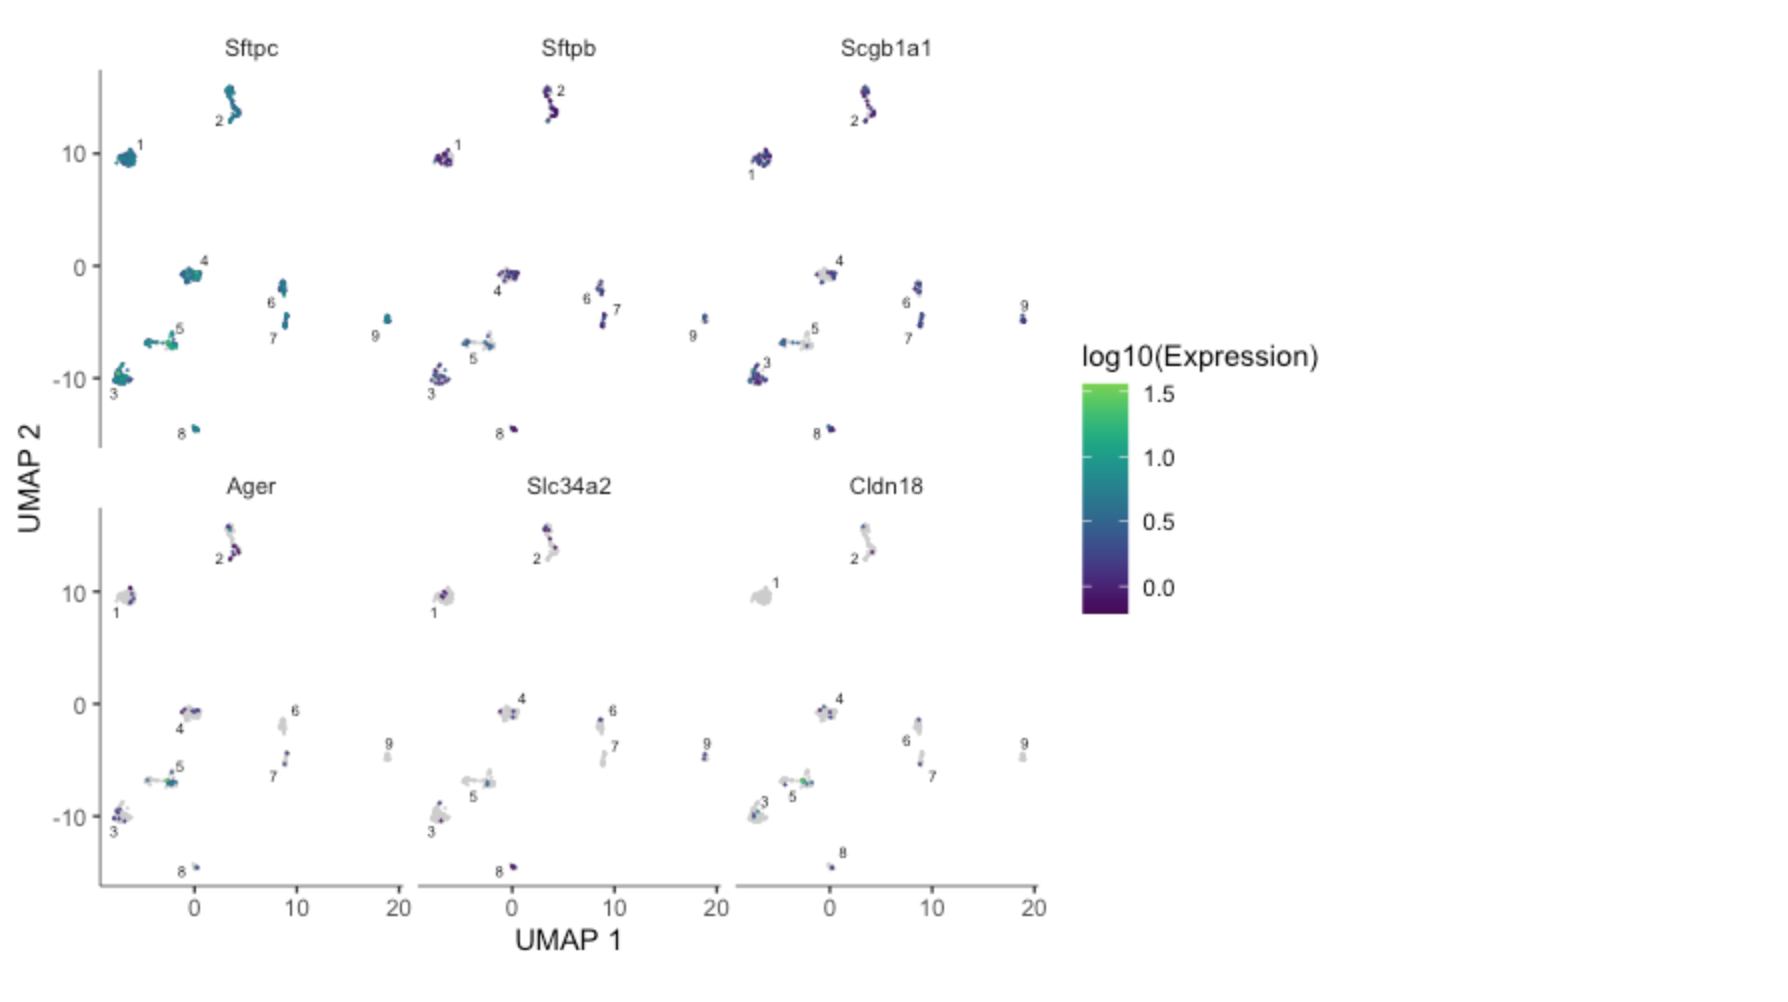 Sftpc Sftpb Scgb1a1
2 2 2
1 1 1
10
4 4 4
0
6 6 6
7 7 7
9 9 9
5 5 5
3 3 3
-10
8 8 8
UMAP 2
Ager Slc34a2 Cldn18
2 2 2
1 1 1
10
4 4 4
0
6 6 6
7 7 7
9 9 9
5 5 5
3 3 3
-10
8 8 8
0 10 20 0 10 20 0 10 20
UMAP 1
log10(Expression)
1.5
1.0
0.5
0.0